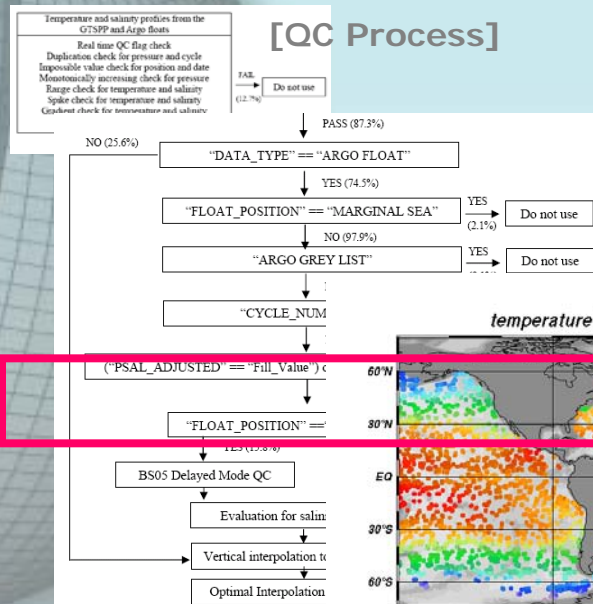 [QC Process]
Temperature and salinity profiles from the
GTSPP and Argo floats
Real time QC flag check
Duplication check for pressure and cycle
Impossible value check for position and date
Monotonically increasing check for pressure
Range check for temperature and salinity
Spike check for temperature and salinity
Gradient check for temperature and salinity
FAIL
(12.7%)
Do not use
PASS (87.3%)
NO (25.6%)
"DATA_TYPE" == "ARGO FLOAT"
YES (74.5%)
"FLOAT_POSITION" == "MARGINAL SEA"
YES
(2.1%)
Do not use
NO (97.9%)
"ARGO GREY LIST"
YES
Do not use
"CYCLE_NUM
("PSAL_ADJUSTED" == "Fill_Value")
"FLOAT_POSITION" ==
YES (15.8%)
BS05 Delayed Mode QC
Evaluation for salin
Vertical interpolation to
Optimal Interpolation
temperature
60°N
30°N
EQ
30°S
60°S